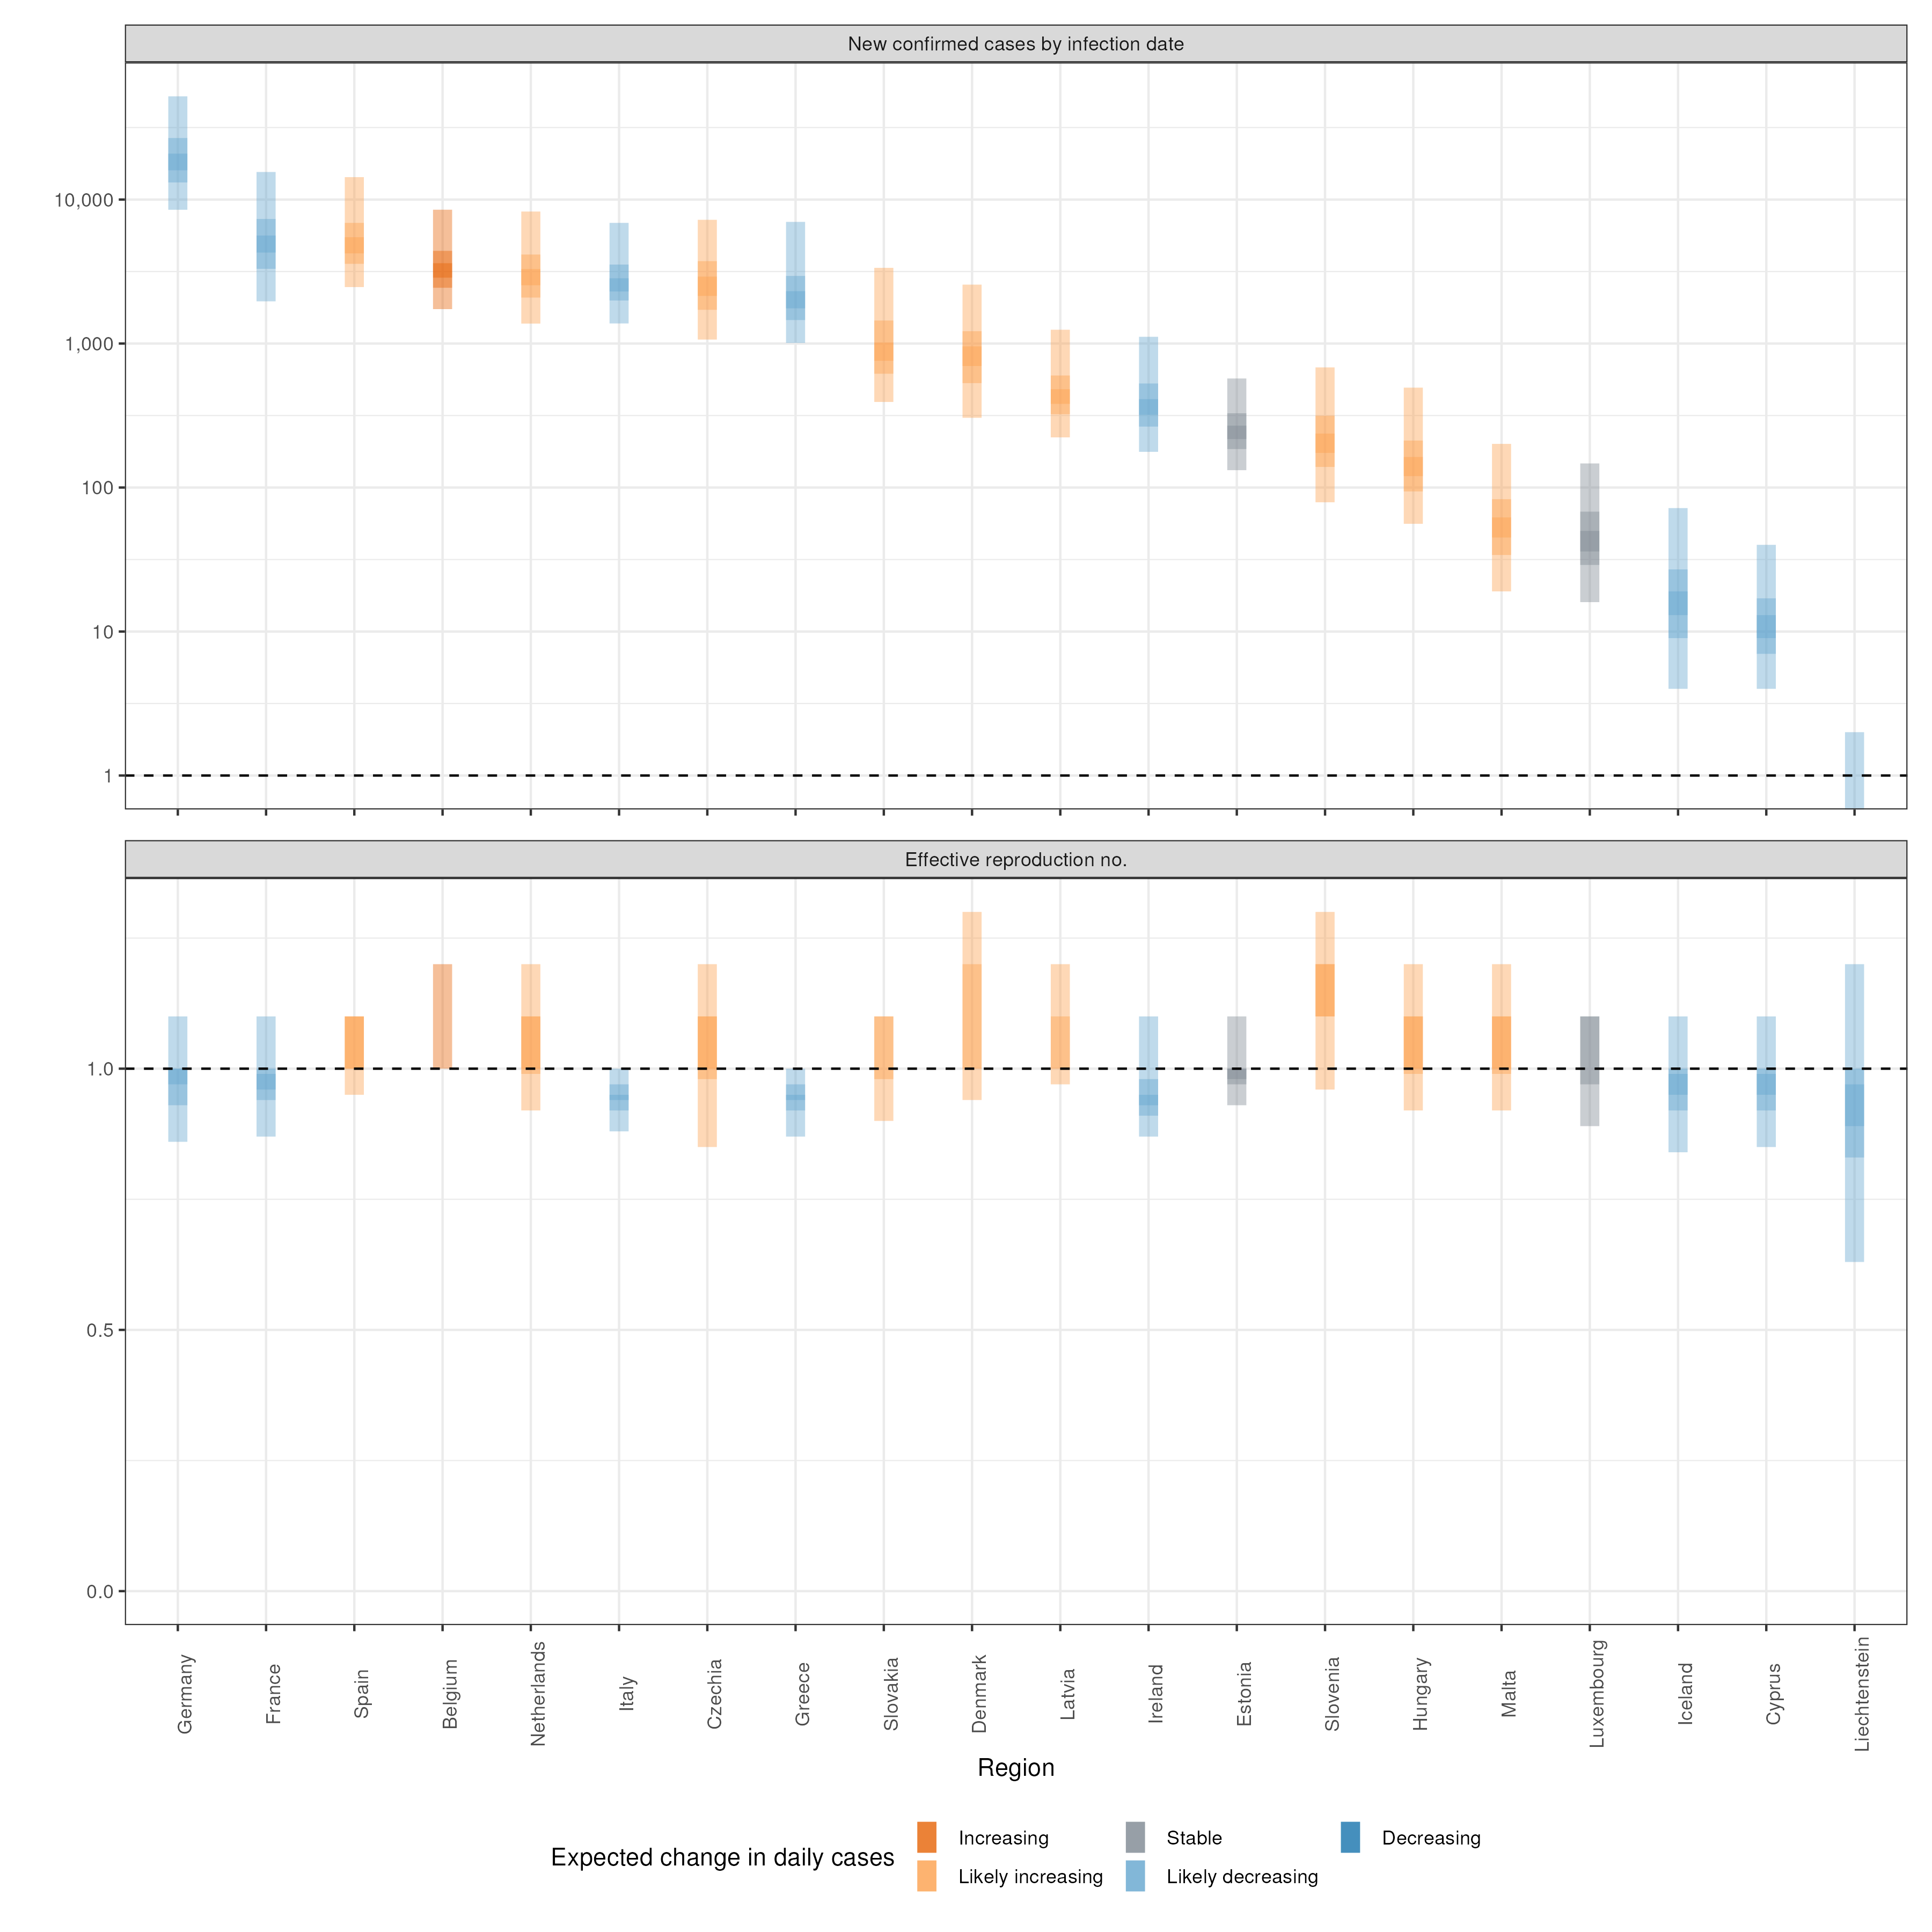 New confirmed cases by infection date
10,000
1,000
100
10
1
Effective reproduction no.
1.0
0.5
0.0
Germany
France
Spain
Belgium
Netherlands
Italy
Czechia
Greece
Slovakia
Denmark
Latvia
Ireland
Estonia
Slovenia
Hungary
Malta
Luxembourg
Iceland
Cyprus
Liechtenstein
Region
Expected change in daily cases
Increasing
Stable
Decreasing
Likely increasing
Likely decreasing